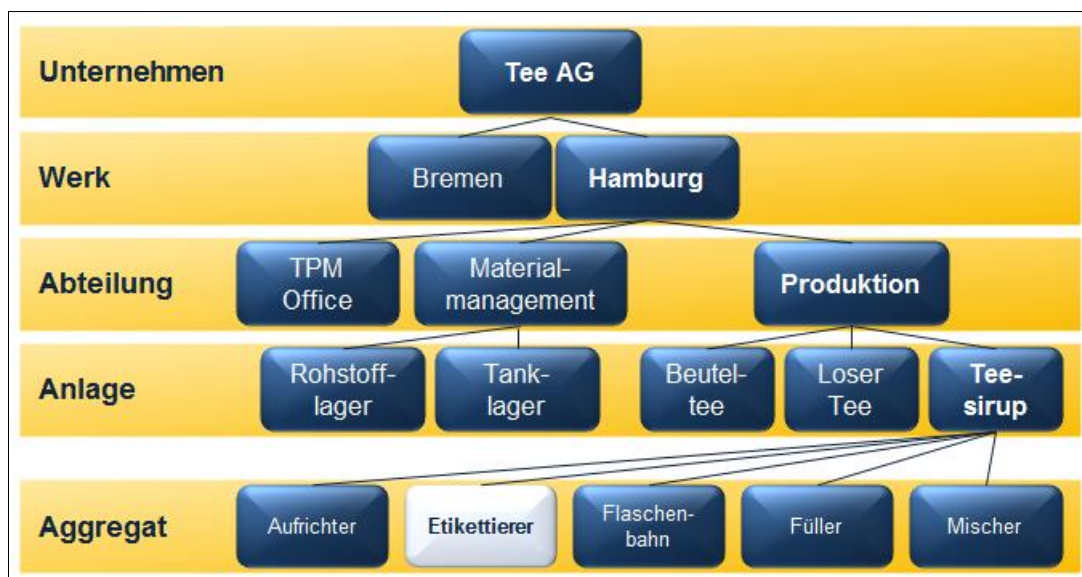 Unternehmen
Tee AG
Werk
Bremen
Hamburg
Abteilung
TPM
Office
Material-
management
Produktion
Anlage
Rohstoff-
lager
Tank-
lager
Beutel-
tee
Loser
Tee
Tee-
sirup
Aggregat
Aufrichter
Etikettierer
Flaschen-
bahn
Füller
Mischer